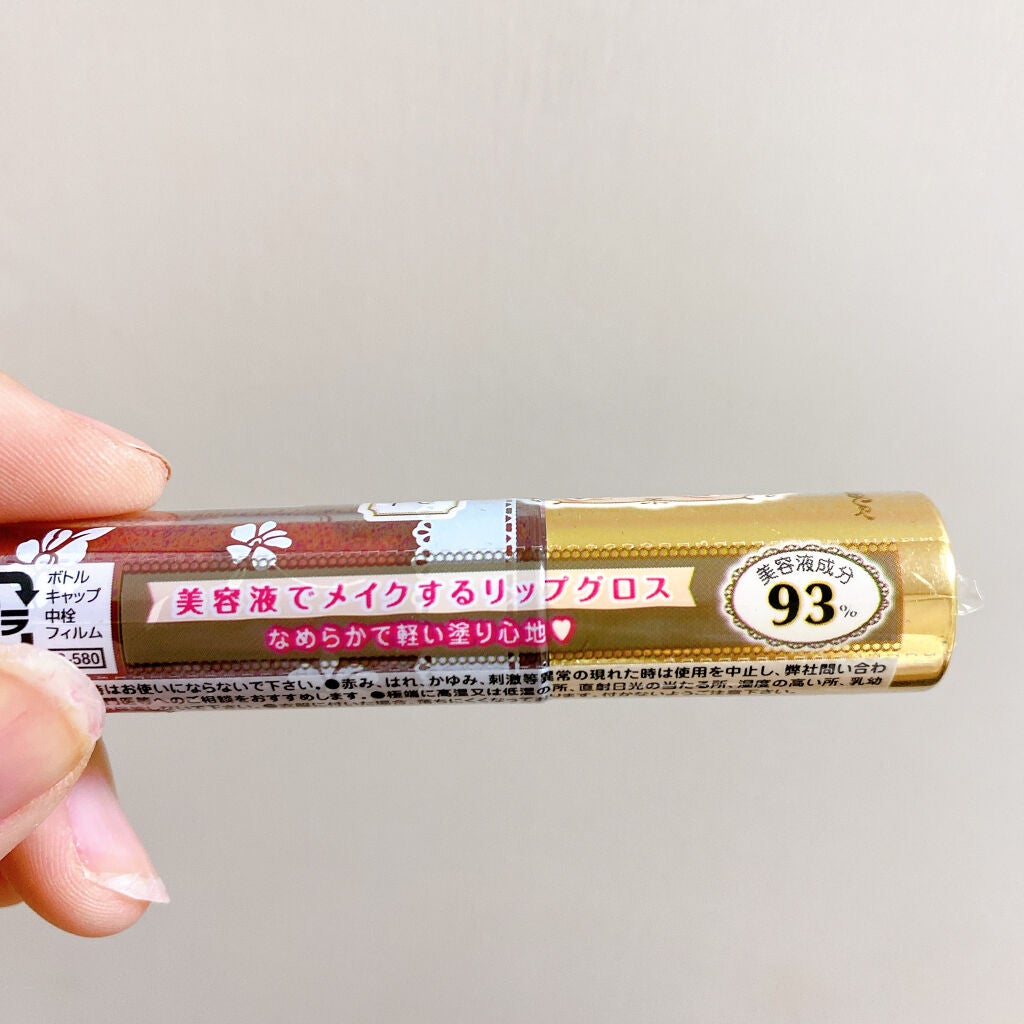 美容液成分
93%
美容液でメイクするリップグロス
なめらかで軽い塗り心地♥
プラ
ボトル
キャップ
中栓
フィルム
-580
はお使いにならないで下さい。●赤み、はれ、かゆみ、刺激等異常の現れた時は使用を中止し、弊社問い合わ
医等へのご相談をおすすめします。●極端に高温又は低温の所、直射日光の当たる所、湿度の高い所、乳幼